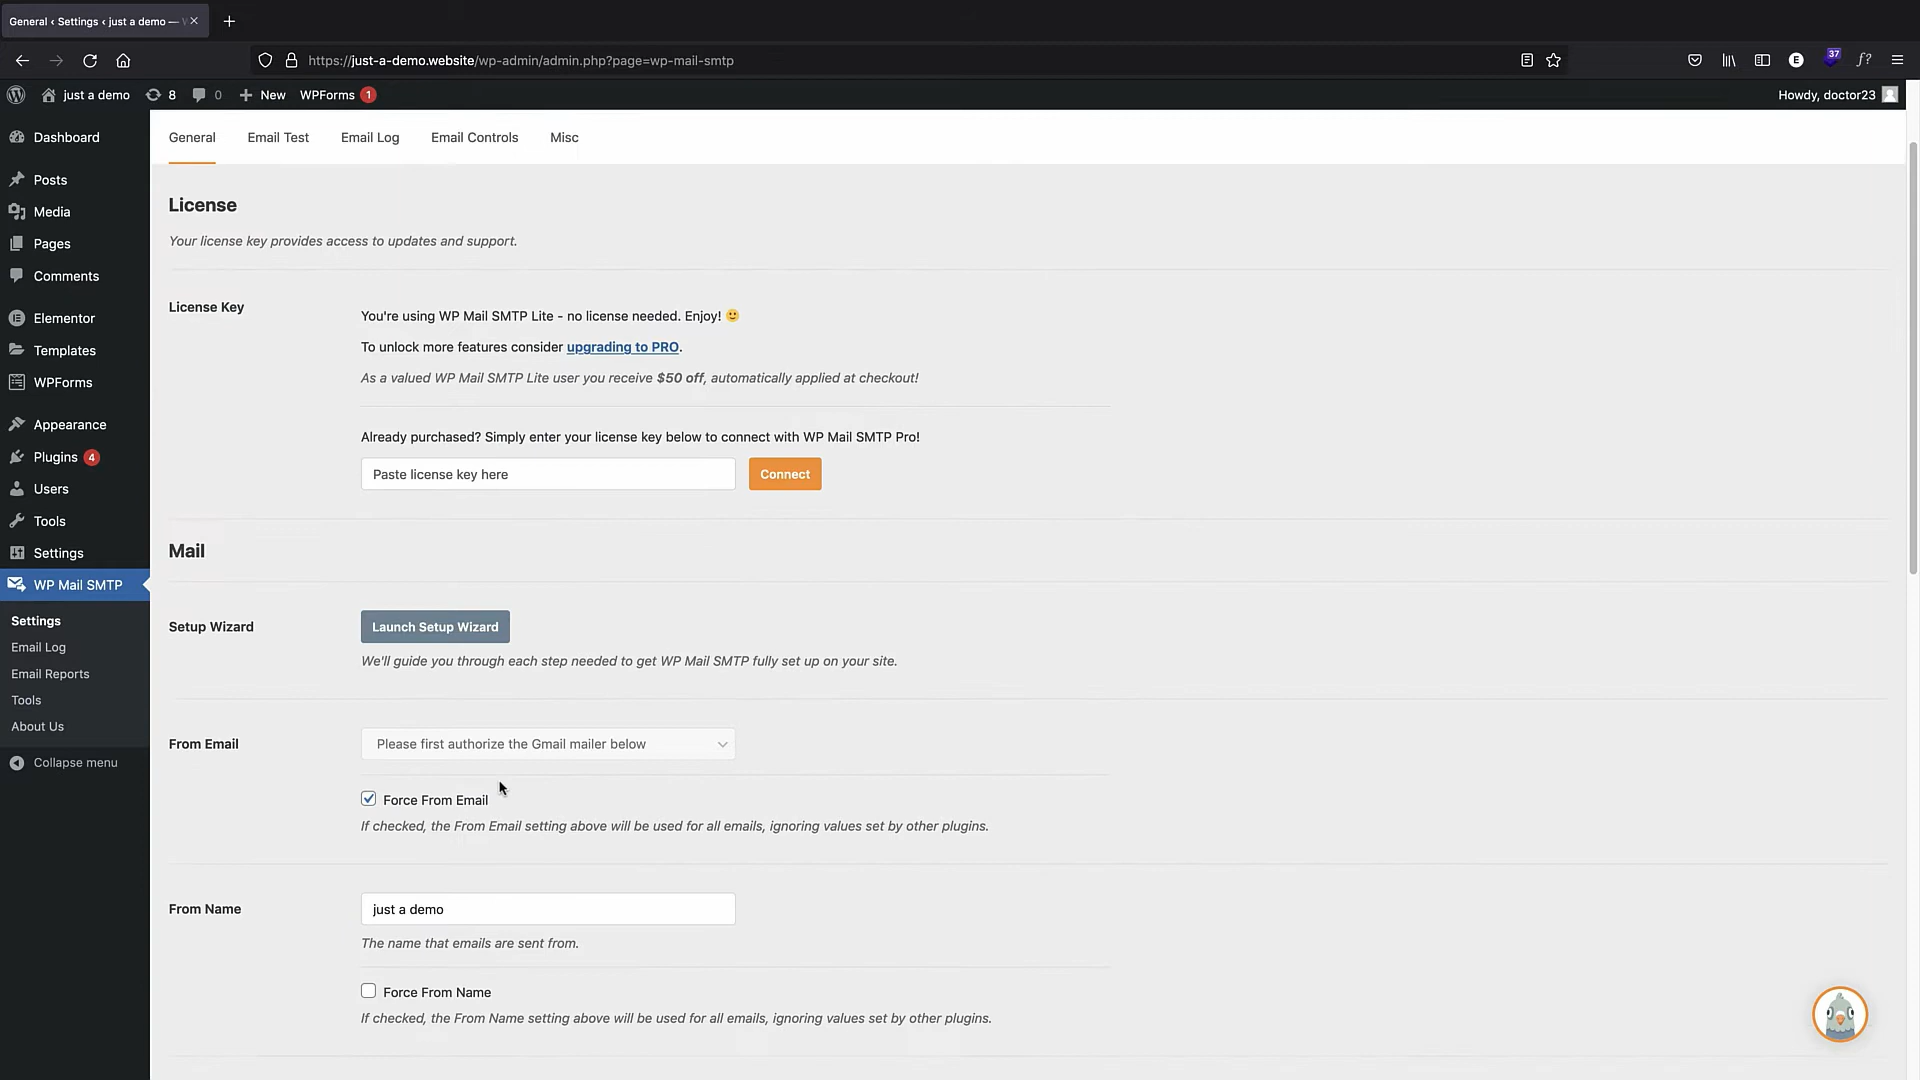 General ‹ Settings ‹ just a demo —
https://just-a-demo.website/wp-admin/admin.php?page=wp-mail-smtp
37
just a demo
8
0
New
WPForms 1
Howdy, doctor23
Dashboard
Posts
Media
Pages
Comments
Elementor
Templates
WPForms
Appearance
Plugins 4
Users
Tools
Settings
WP Mail SMTP
Settings
Email Log
Email Reports
Tools
About Us
Collapse menu
General Email Test Email Log Email Controls Misc
License
Your license key provides access to updates and support.
License Key
You're using WP Mail SMTP Lite - no license needed. Enjoy! 🙂
To unlock more features consider upgrading to PRO.
As a valued WP Mail SMTP Lite user you receive $50 off, automatically applied at checkout!
Already purchased? Simply enter your license key below to connect with WP Mail SMTP Pro!
Paste license key here
Connect
Mail
Setup Wizard
Launch Setup Wizard
We'll guide you through each step needed to get WP Mail SMTP fully set up on your site.
From Email
Please first authorize the Gmail mailer below
Force From Email
If checked, the From Email setting above will be used for all emails, ignoring values set by other plugins.
From Name
just a demo
The name that emails are sent from.
Force From Name
If checked, the From Name setting above will be used for all emails, ignoring values set by other plugins.